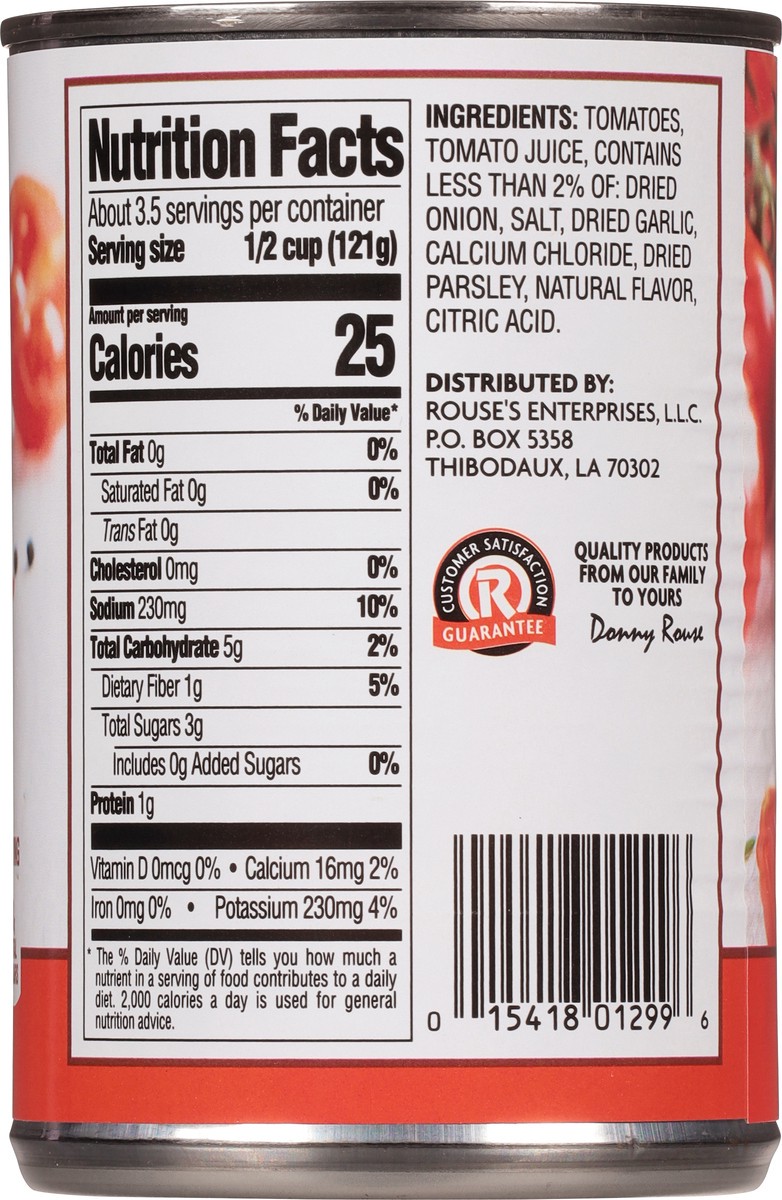 Nutrition Facts
About 3.5 servings per container
Serving size 1/2 cup (121g)
Amount per serving
Calories 25
% Daily Value*
Total Fat 0g 0%
Saturated Fat 0g 0%
Trans Fat 0g
Cholesterol 0mg 0%
Sodium 230mg 10%
Total Carbohydrate 5g 2%
Dietary Fiber 1g 5%
Total Sugars 3g
Includes 0g Added Sugars 0%
Protein 1g
Vitamin D 0mcg 0% • Calcium 16mg 2%
Iron 0mg 0% • Potassium 230mg 4%
* The % Daily Value (DV) tells you how much a
nutrient in a serving of food contributes to a daily
diet. 2,000 calories a day is used for general
nutrition advice.
INGREDIENTS: TOMATOES,
TOMATO JUICE, CONTAINS
LESS THAN 2% OF: DRIED
ONION, SALT, DRIED GARLIC,
CALCIUM CHLORIDE, DRIED
PARSLEY, NATURAL FLAVOR,
CITRIC ACID.
DISTRIBUTED BY:
ROUSE'S ENTERPRISES, L.L.C.
P.O. BOX 5358
THIBODAUX, LA 70302
CUSTOMER SATISFACTION
R
GUARANTEE
QUALITY PRODUCTS
FROM OUR FAMILY
TO YOURS
Donny Rouse
0 15418 01299 6